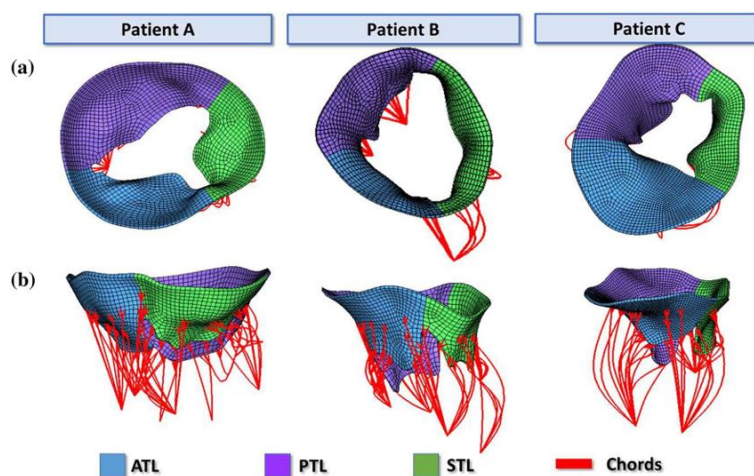 Patient A Patient B Patient C
(a)
(b)
ATL PTL STL Chords